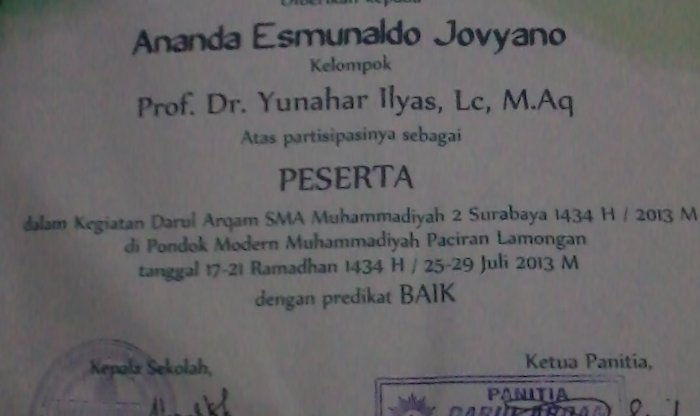 Diberikan kepada
Ananda Esmunaldo Jovyano
Kelompok
Prof. Dr. Yunahar Ilyas, Lc, M.Aq
Atas partisipasinya sebagai
PESERTA
dalam Kegiatan Darul Arqam SMA Muhammadiyah 2 Surabaya 1434 H / 2013 M
di Pondok Modern Muhammadiyah Paciran Lamongan
tanggal 17-21 Ramadhan 1434 H / 25-29 Juli 2013 M
dengan predikat BAIK
Kepala Sekolah,
Ketua Panitia,
PANITIA